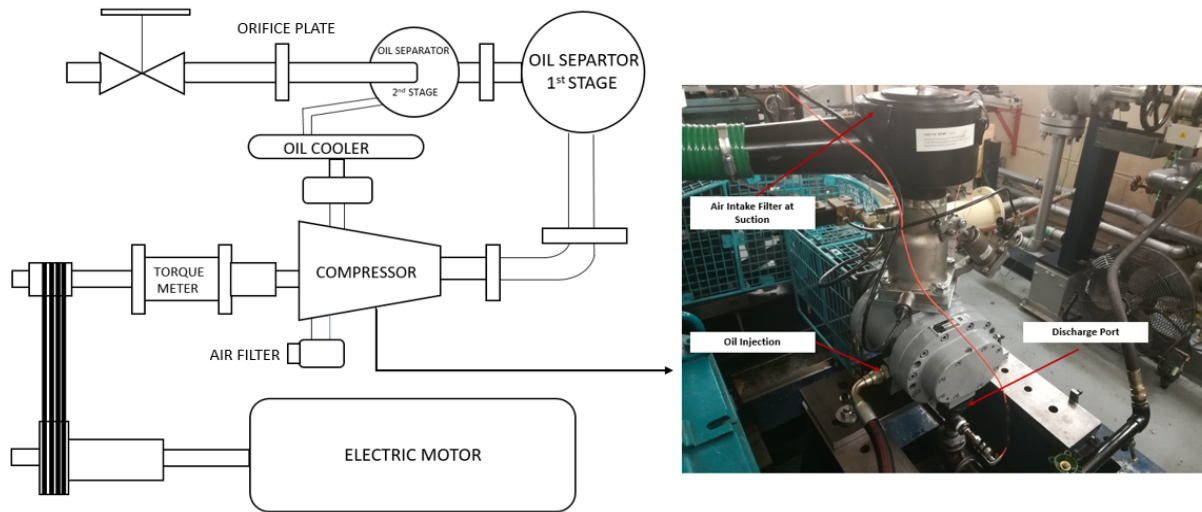 ORIFICE PLATE
OIL SEPARATOR
2nd STAGE
OIL SEPARTOR
1st STAGE
OIL COOLER
TORQUE
METER
COMPRESSOR
AIR FILTER
ELECTRIC MOTOR
Air Intake Filter at
Suction
Oil Injection
Discharge Port